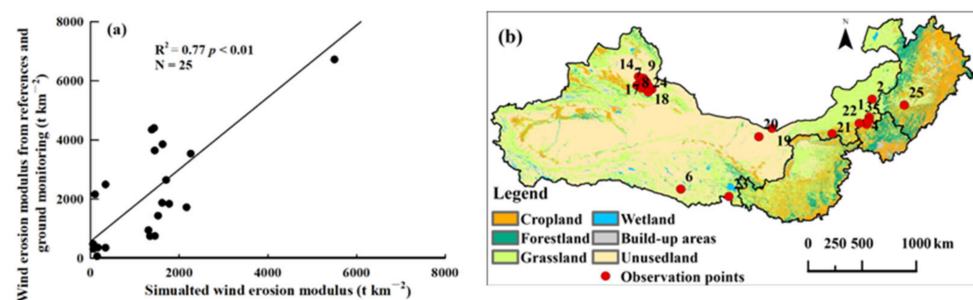 (a)
R² = 0.77 p < 0.01
N = 25
Wind erosion modulus from references and
ground monitoring (t km⁻²)
8000
6000
4000
2000
0
0
2000
4000
6000
8000
Simualted wind erosion modulus (t km⁻²)
(b)
N
14
7
9
8
24
17
18
20
19
6
23
21
22
1
2
4
25
Legend
Cropland
Forestland
Grassland
Wetland
Build-up areas
Unusedland
Observation points
0 250 500 1000 km